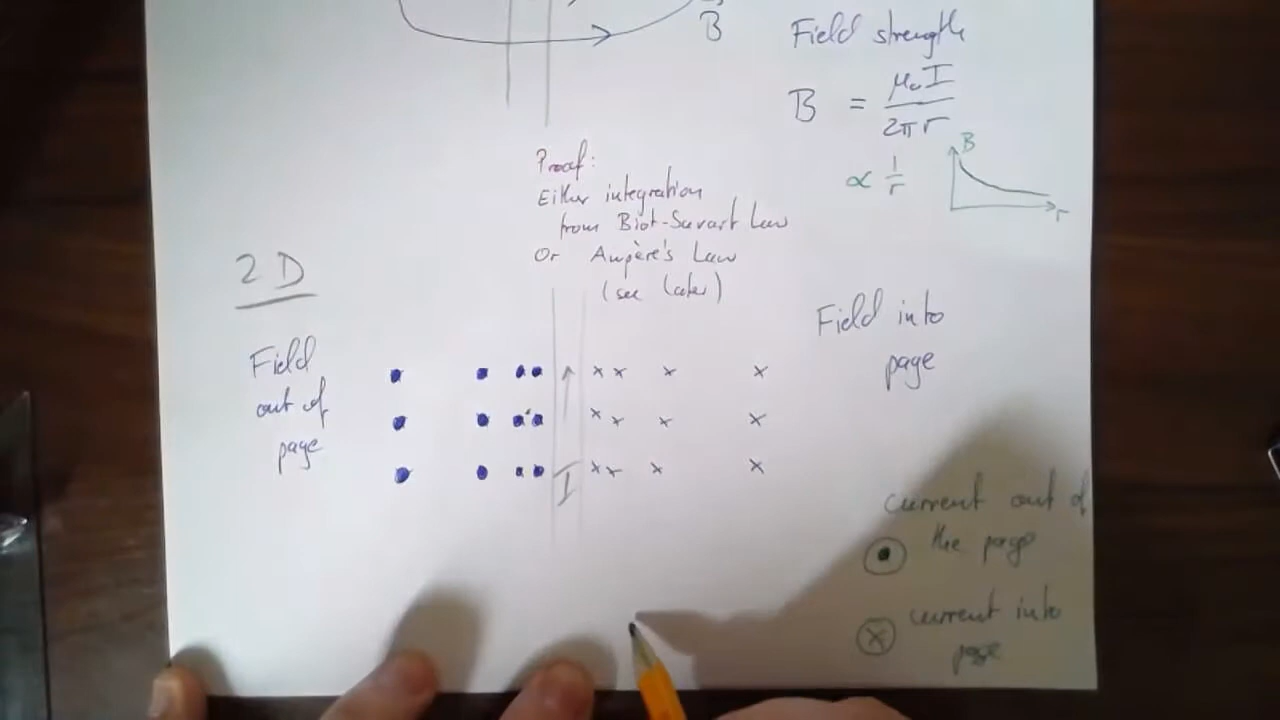 B
Field strength
B = μ₀I / 2πr
∝ 1/r
B
r
Proof:
Either integration
from Biot-Savart Law
Or Ampère's Law
(see later)
2D
Field
out of
page
I
Field into
page
current out of
the page
current into
page